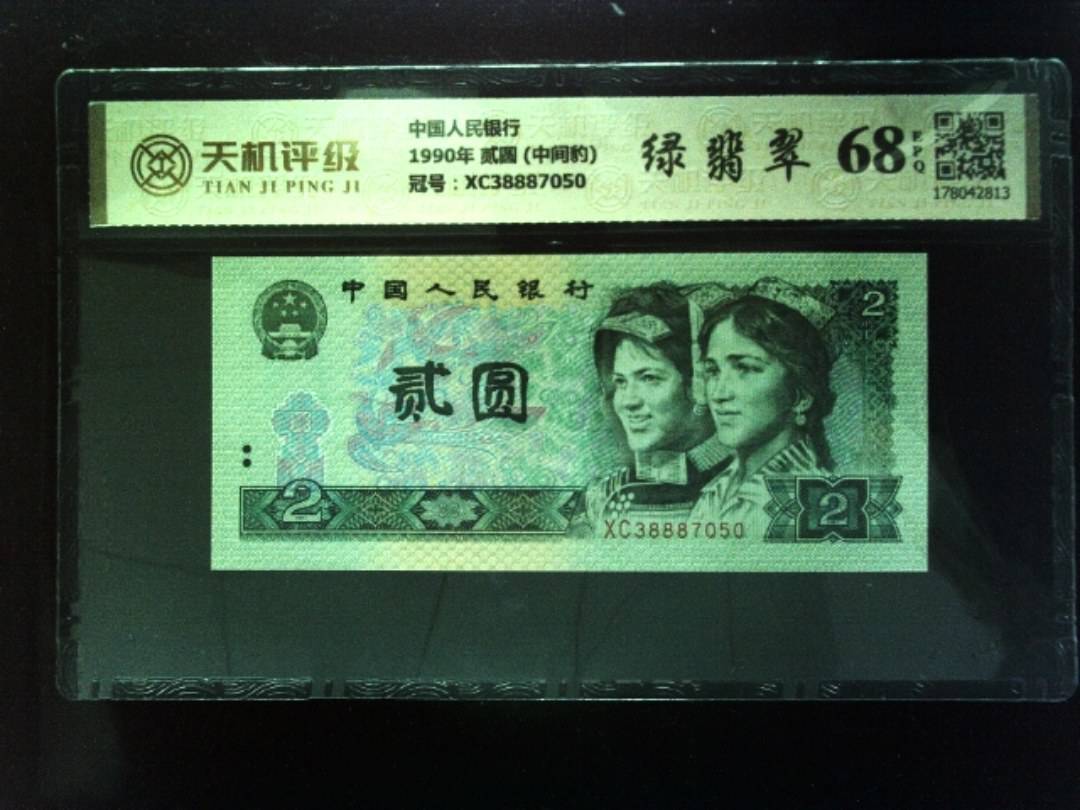 天机评级
TIAN JI PING JI
中国人民银行
1990年 贰圆 (中间豹)
冠号：XC38887050
绿翡翠
68
EPQ
178042813
中国人民银行
2
贰圆
2
2
XC38887050